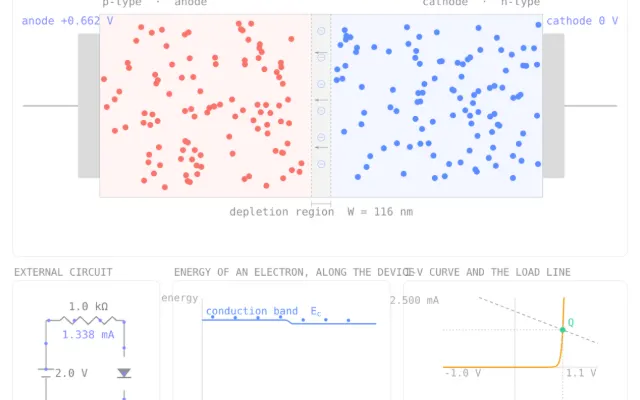 p-type · anode
cathode · n-type
anode +0.662 V
cathode 0 V
depletion region W = 116 nm
EXTERNAL CIRCUIT
ENERGY OF AN ELECTRON, ALONG THE DEVICE
I-V CURVE AND THE LOAD LINE
energy
1.0 kΩ
1.338 mA
2.0 V
conduction band Ec
2.500 mA
Q
-1.0 V
1.1 V